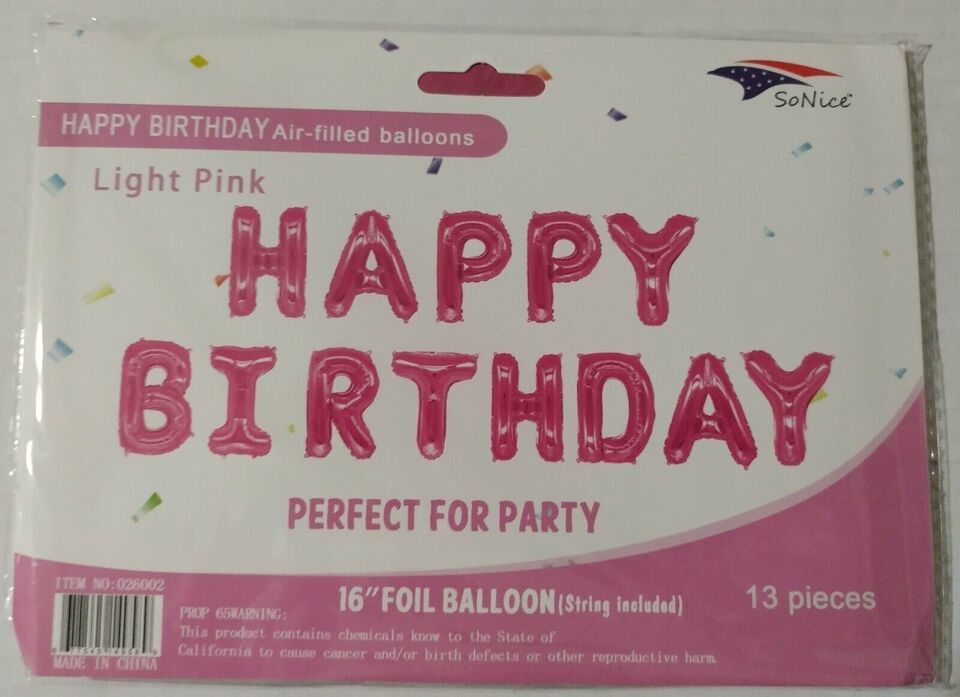 SoNice
HAPPY BIRTHDAY Air-filled balloons
Light Pink
HAPPY
BIRTHDAY
PERFECT FOR PARTY
ITEM NO:026002
16”FOIL BALLOON(String included)
13 pieces
PROP 65WARNING:
This product contains chemicals know to the State of
California to cause cancer and/or birth defects or other reproductive harm.
MADE IN CHINA